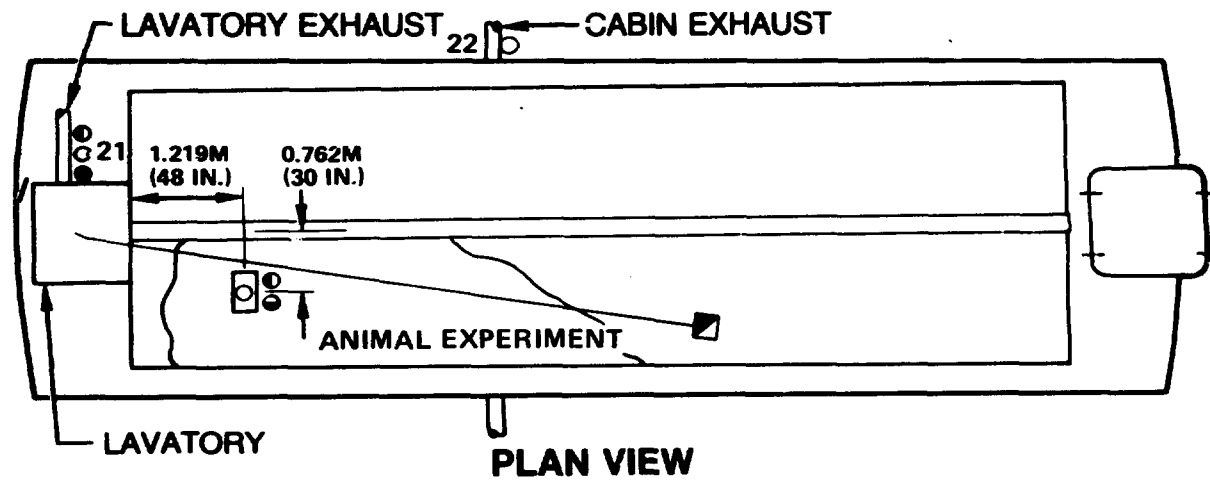 LAVATORY EXHAUST
22
CABIN EXHAUST
21
1.219M
(48 IN.)
0.762M
(30 IN.)
ANIMAL EXPERIMENT
LAVATORY
PLAN VIEW